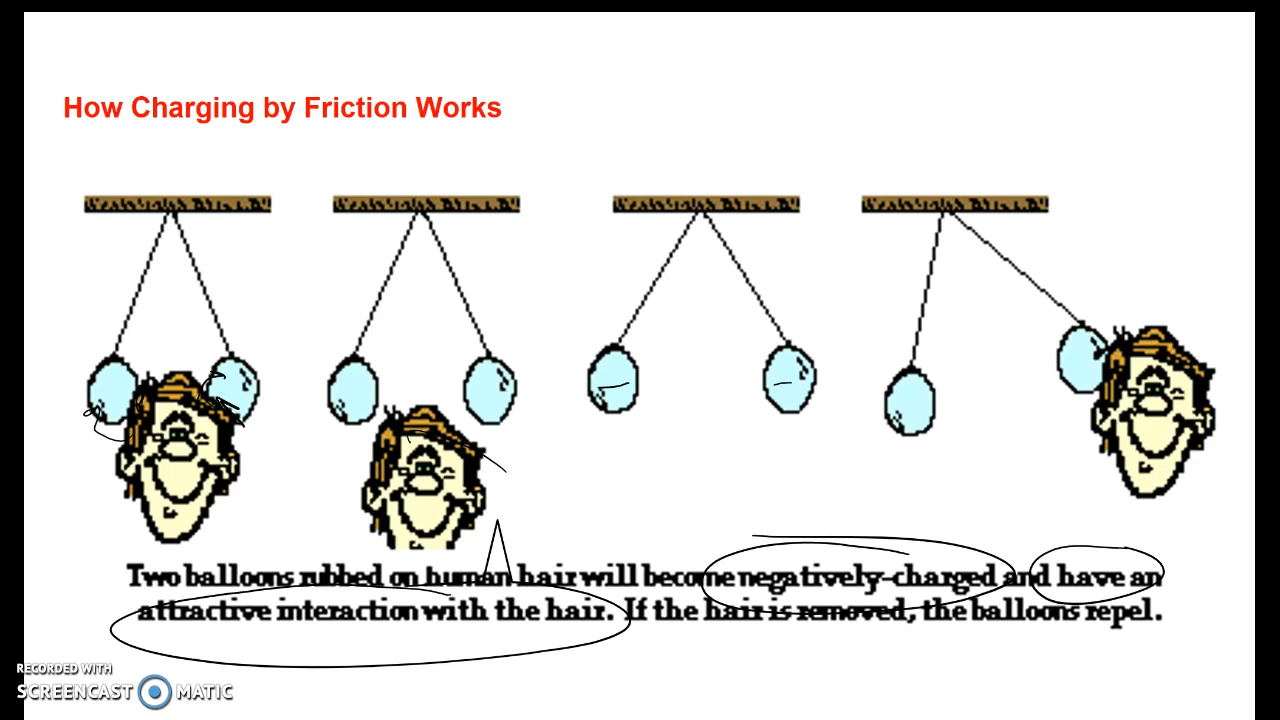 How Charging by Friction Works
Two balloons rubbed on human hair will become negatively-charged and have an
attractive interaction with the hair. If the hair is removed, the balloons repel.
RECORDED WITH
SCREENCAST MATIC